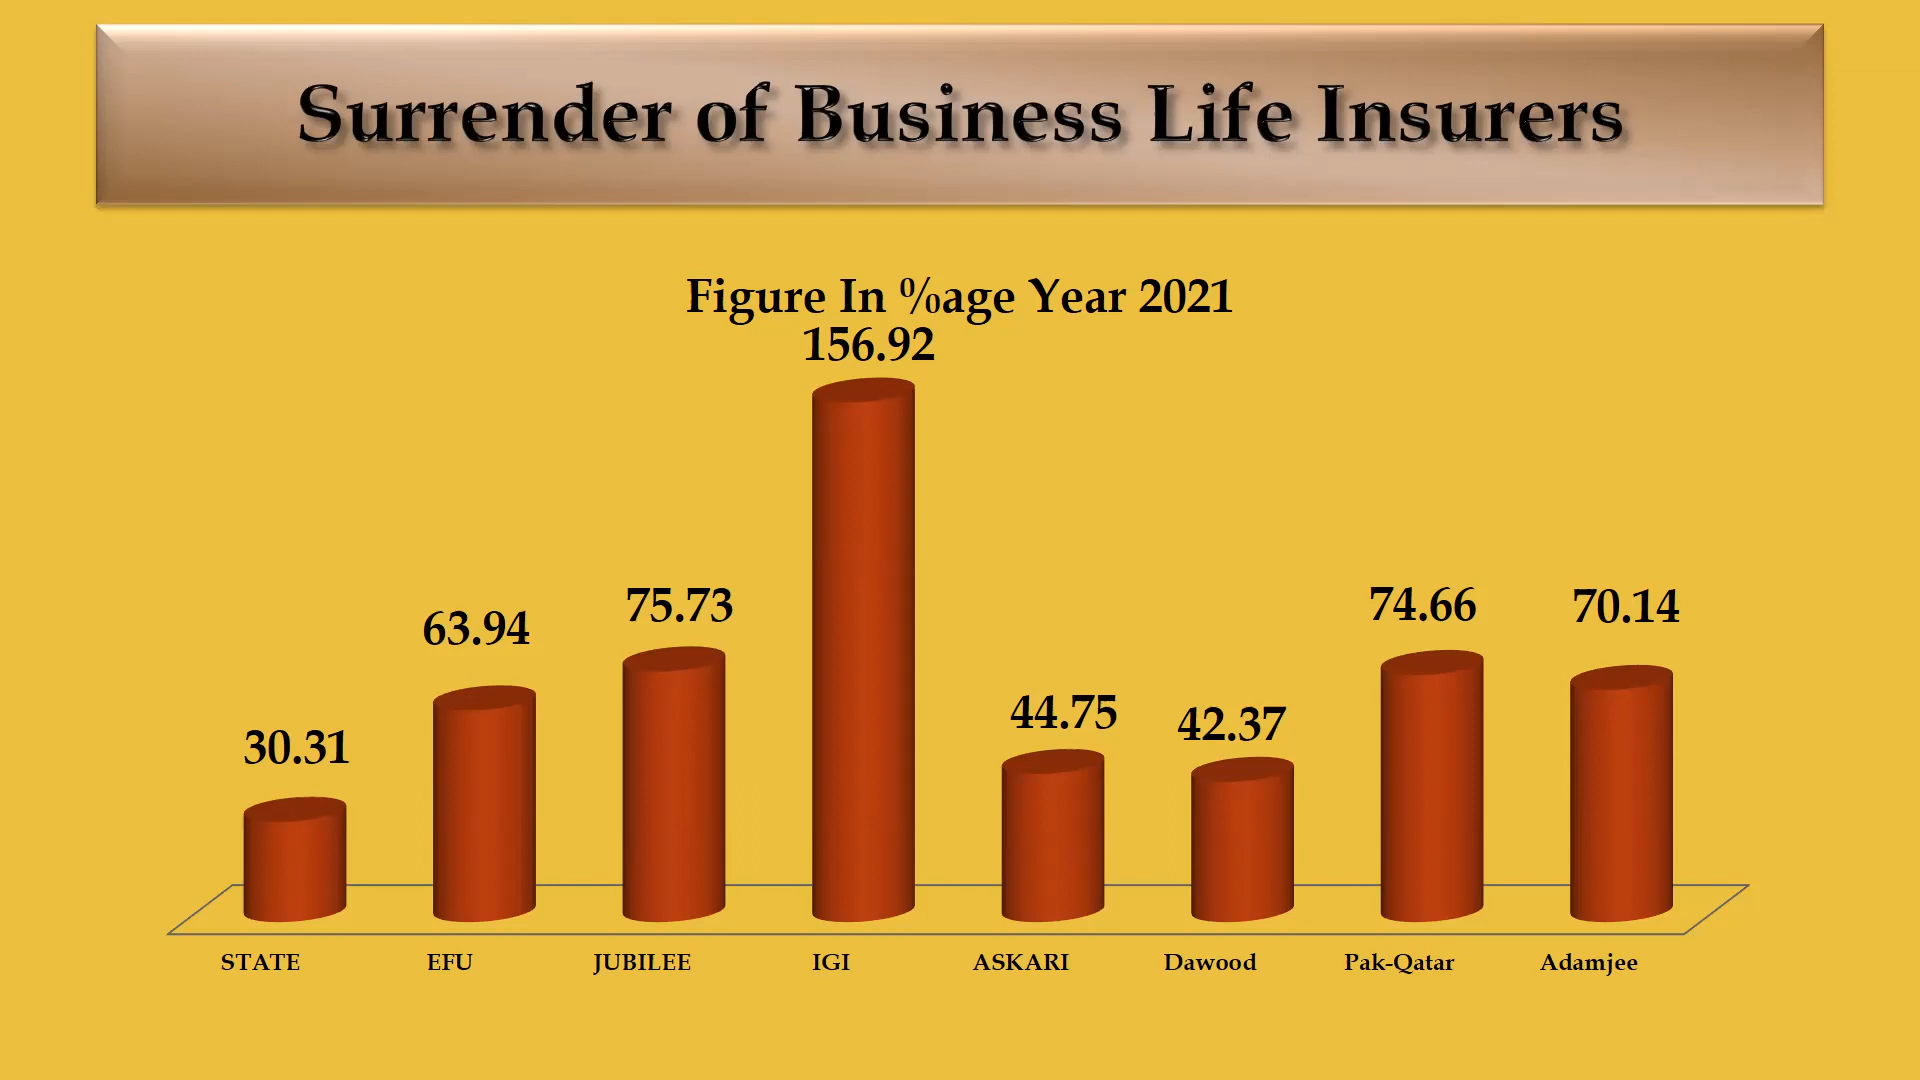 Surrender of Business Life Insurers
Figure In %age Year 2021
156.92
75.73
74.66
70.14
63.94
44.75
42.37
30.31
STATE
EFU
JUBILEE
IGI
ASKARI
Dawood
Pak-Qatar
Adamjee